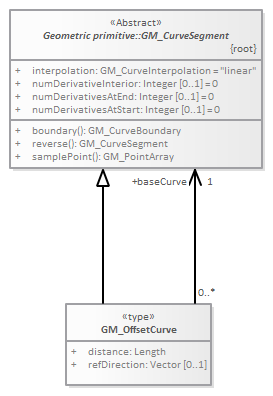 «Abstract»
Geometric primitive::GM_CurveSegment
{root}
+ interpolation: GM_CurveInterpolation = "linear"
+ numDerivativeInterior: Integer [0..1] = 0
+ numDerivativesAtEnd: Integer [0..1] = 0
+ numDerivativesAtStart: Integer [0..1] = 0
+ boundary(): GM_CurveBoundary
+ reverse(): GM_CurveSegment
+ samplePoint(): GM_PointArray
+baseCurve 1
0..*
«type»
GM_OffsetCurve
+ distance: Length
+ refDirection: Vector [0..1]